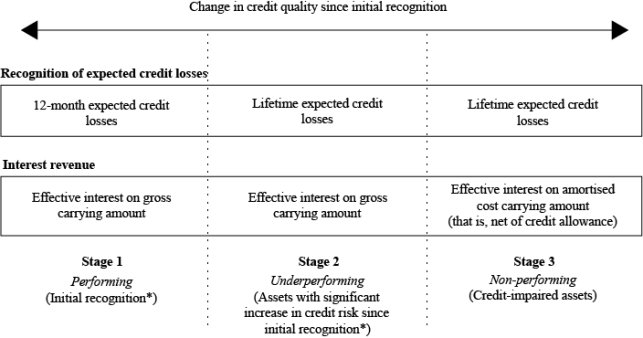 Change in credit quality since initial recognition
Recognition of expected credit losses
12-month expected credit
losses
Lifetime expected credit
losses
Lifetime expected credit
losses
Interest revenue
Effective interest on gross
carrying amount
Effective interest on gross
carrying amount
Effective interest on amortised
cost carrying amount
(that is, net of credit allowance)
Stage 1
Performing
(Initial recognition*)
Stage 2
Underperforming
(Assets with significant
increase in credit risk since
initial recognition*)
Stage 3
Non-performing
(Credit-impaired assets)